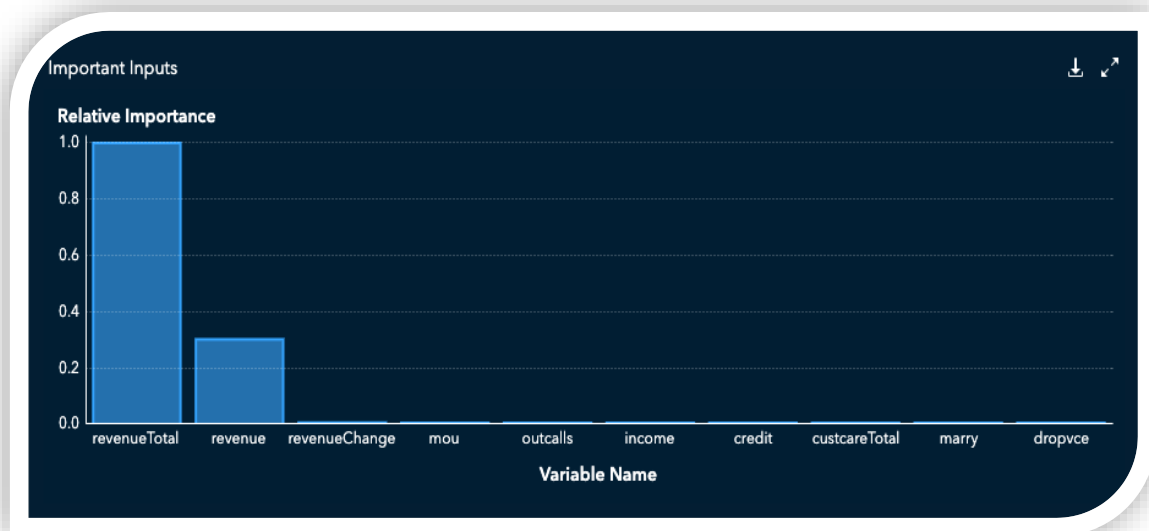 Important Inputs
Relative Importance
1.0
0.8
0.6
0.4
0.2
0.0
revenueTotal revenue revenueChange mou outcalls income credit custcareTotal marry dropvce
Variable Name